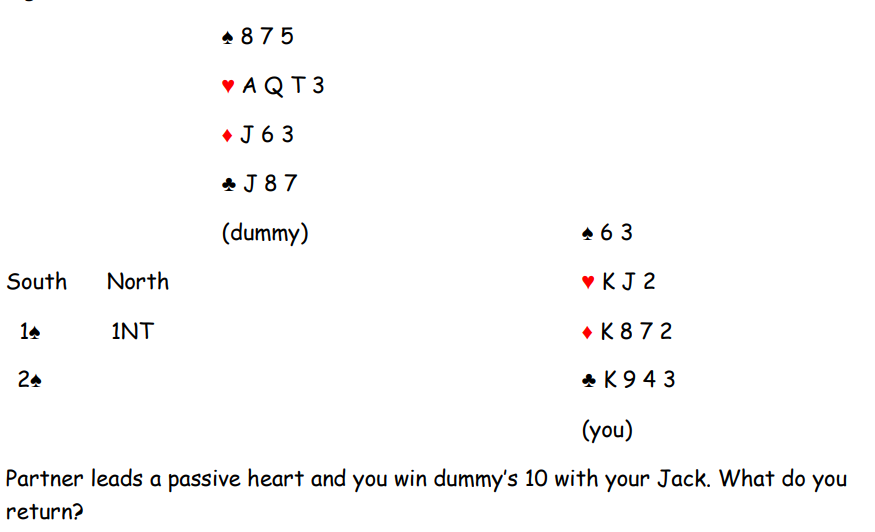 ♠ 8 7 5
♥ A Q T 3
♦ J 6 3
♣ J 8 7
(dummy)
♠ 6 3
South North
♥ K J 2
1♠ 1NT
♦ K 8 7 2
2♠
♣ K 9 4 3
(you)
Partner leads a passive heart and you win dummy's 10 with your Jack. What do you
return?